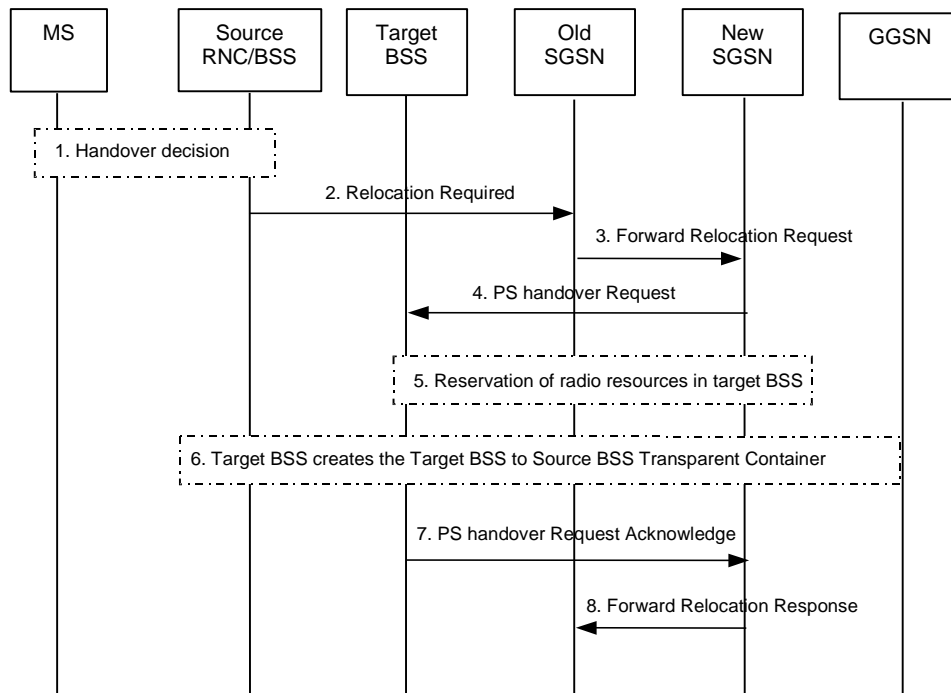 MS
Source
RNC/BSS
Target
BSS
Old
SGSN
New
SGSN
GGSN
1. Handover decision
2. Relocation Required
3. Forward Relocation Request
4. PS handover Request
5. Reservation of radio resources in target BSS
6. Target BSS creates the Target BSS to Source BSS Transparent Container
7. PS handover Request Acknowledge
8. Forward Relocation Response